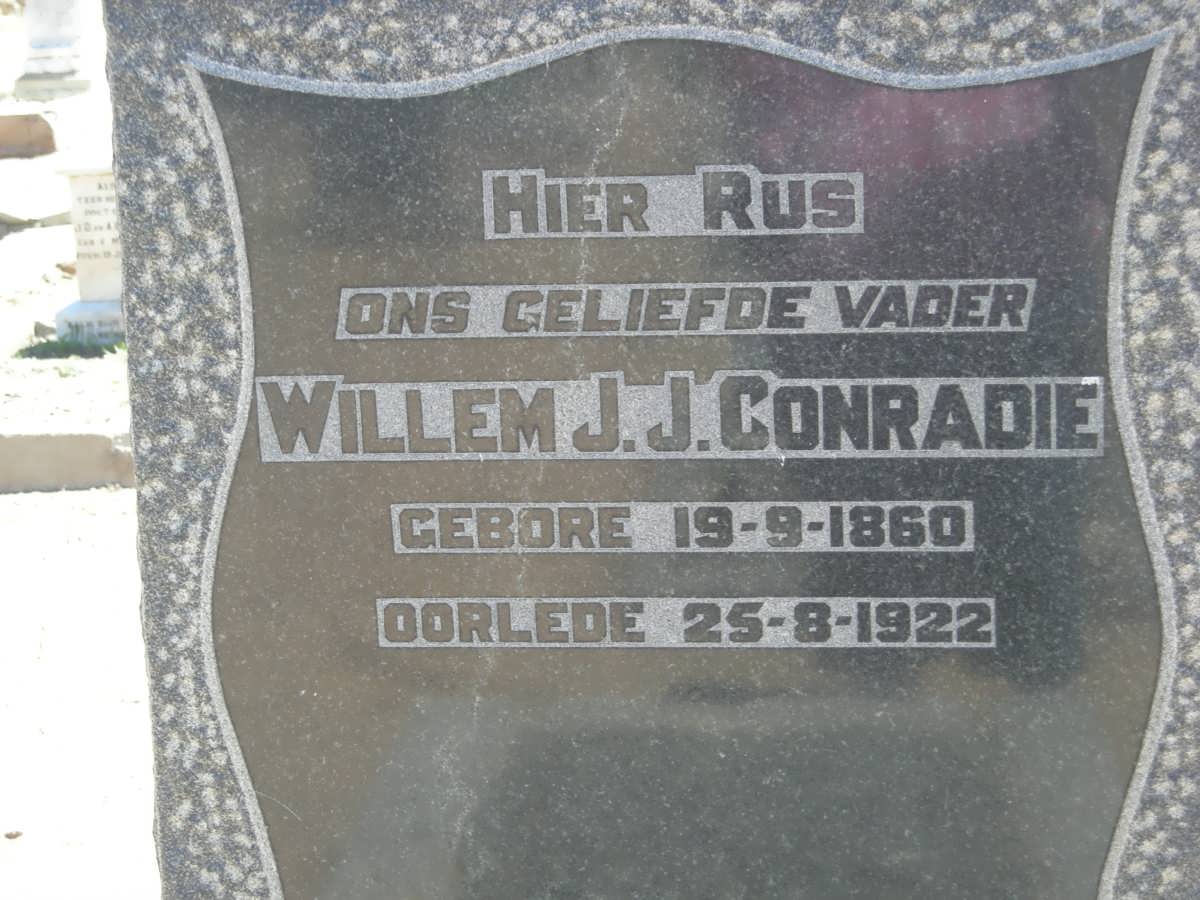 HIER RUS
ONS GELIEFDE VADER
WILLEM J.J. CONRADIE
GEBORE 19-9-1860
OORLEDE 25-8-1922